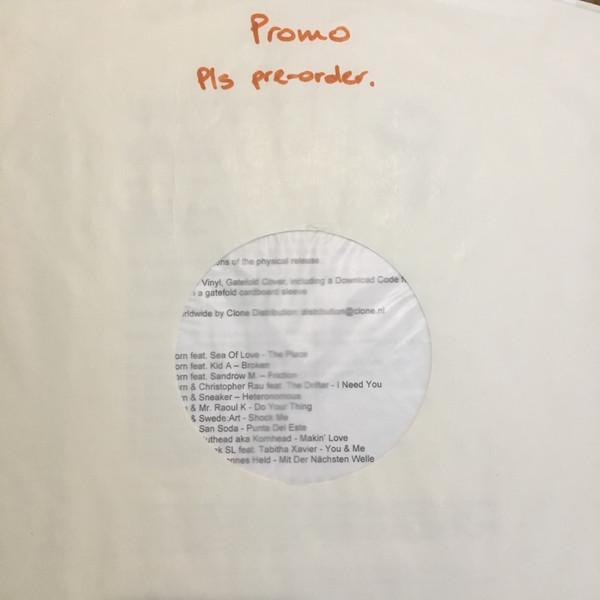 Promo
Pls pre-order.
ons of the physical release
Vinyl, Gatefold Cover, including a Download Code
a gatefold cardboard sleeve
rldwide by Clone Distribution: distribution@clone.nl
orn feat. Sea Of Love - The Place
orn feat. Kid A – Broken
orn feat. Sandrow M. – Friction
rn & Christopher Rau feat. The Drifter - I Need You
n & Sneaker – Heteronomous
& Mr. Raoul K - Do Your Thing
& Swede:Art - Shock Me
San Soda - Punta Del Este
uthead aka Kornhead - Makin' Love
ek SL feat. Tabitha Xavier - You & Me
annes Held - Mit Der Nächsten Welle